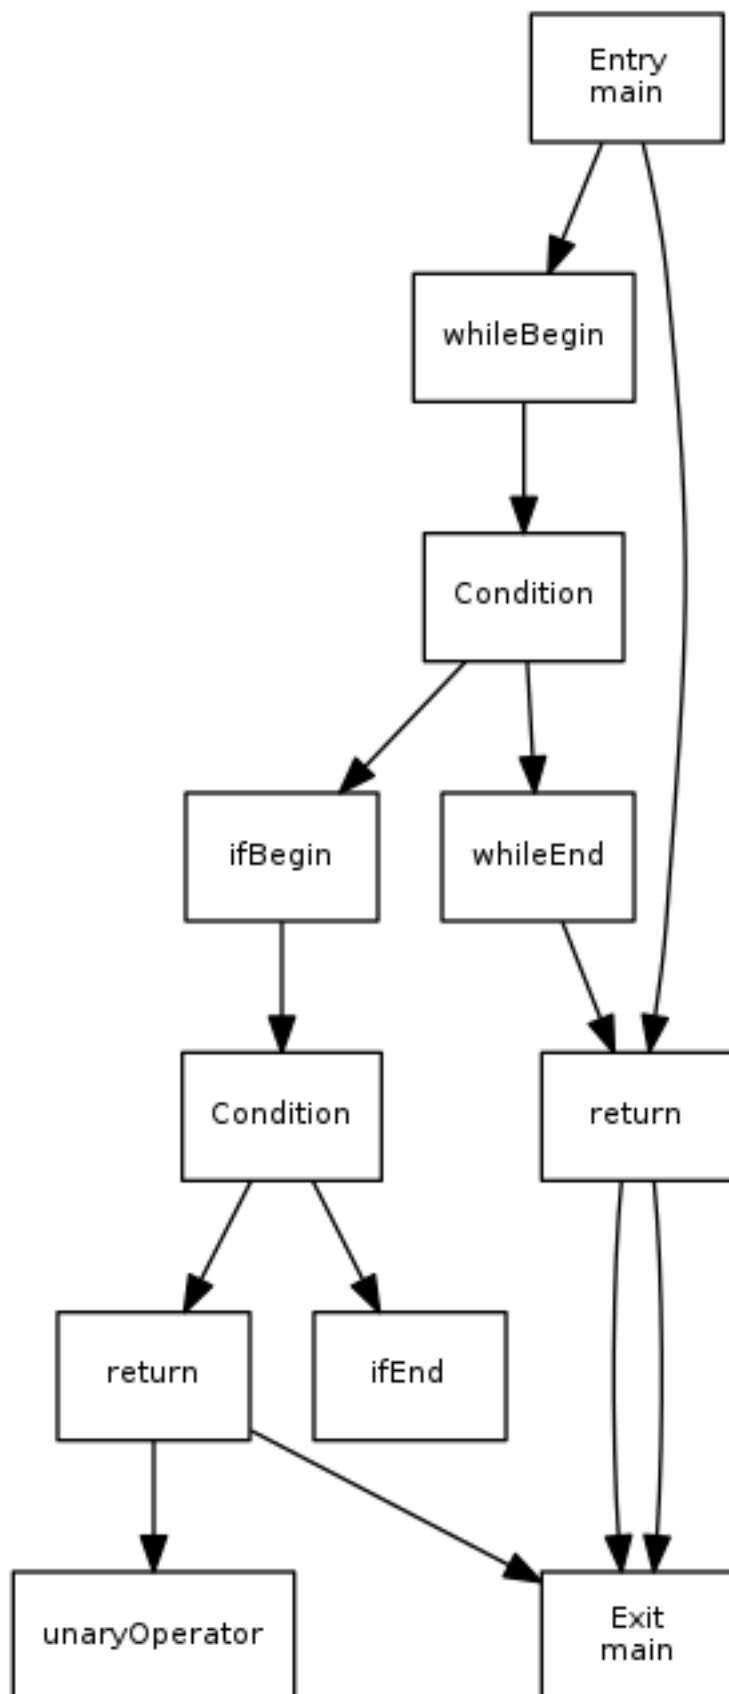 Entry
main
whileBegin
Condition
ifBegin
whileEnd
Condition
return
return
ifEnd
unaryOperator
Exit
main